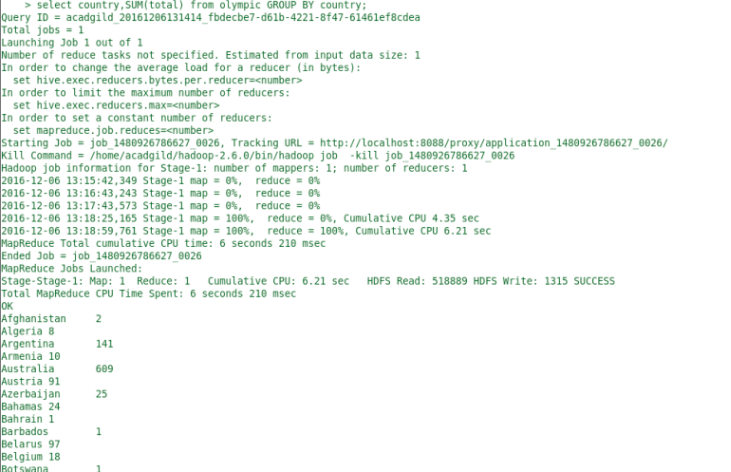 > select country,SUM(total) from olympic GROUP BY country;
Query ID = acadgild_20161206131414_fbdecbe7-d61b-4221-8f47-61461ef8cdea
Total jobs = 1
Launching Job 1 out of 1
Number of reduce tasks not specified. Estimated from input data size: 1
In order to change the average load for a reducer (in bytes):
  set hive.exec.reducers.bytes.per.reducer=<number>
In order to limit the maximum number of reducers:
  set hive.exec.reducers.max=<number>
In order to set a constant number of reducers:
  set mapreduce.job.reduces=<number>
Starting Job = job_1480926786627_0026, Tracking URL = http://localhost:8088/proxy/application_1480926786627_0026/
Kill Command = /home/acadgild/hadoop-2.6.0/bin/hadoop job  -kill job_1480926786627_0026
Hadoop job information for Stage-1: number of mappers: 1; number of reducers: 1
2016-12-06 13:15:42,349 Stage-1 map = 0%,  reduce = 0%
2016-12-06 13:16:43,243 Stage-1 map = 0%,  reduce = 0%
2016-12-06 13:17:43,573 Stage-1 map = 0%,  reduce = 0%
2016-12-06 13:18:25,165 Stage-1 map = 100%,  reduce = 0%, Cumulative CPU 4.35 sec
2016-12-06 13:18:59,761 Stage-1 map = 100%,  reduce = 100%, Cumulative CPU 6.21 sec
MapReduce Total cumulative CPU time: 6 seconds 210 msec
Ended Job = job_1480926786627_0026
MapReduce Jobs Launched:
Stage-Stage-1: Map: 1  Reduce: 1   Cumulative CPU: 6.21 sec   HDFS Read: 518889 HDFS Write: 1315 SUCCESS
Total MapReduce CPU Time Spent: 6 seconds 210 msec
OK
Afghanistan     2
Algeria 8
Argentina       141
Armenia 10
Australia       609
Austria 91
Azerbaijan      25
Bahamas 24
Bahrain 1
Barbados        1
Belarus 97
Belgium 18
Botswana        1